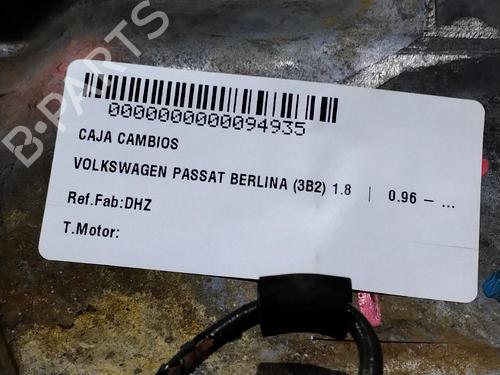 B-PARTS
0000000000094935
CAJA CAMBIOS
VOLKSWAGEN PASSAT BERLINA (3B2) 1.8 | 0.96 – ...
Ref.Fab:DHZ
T.Motor: